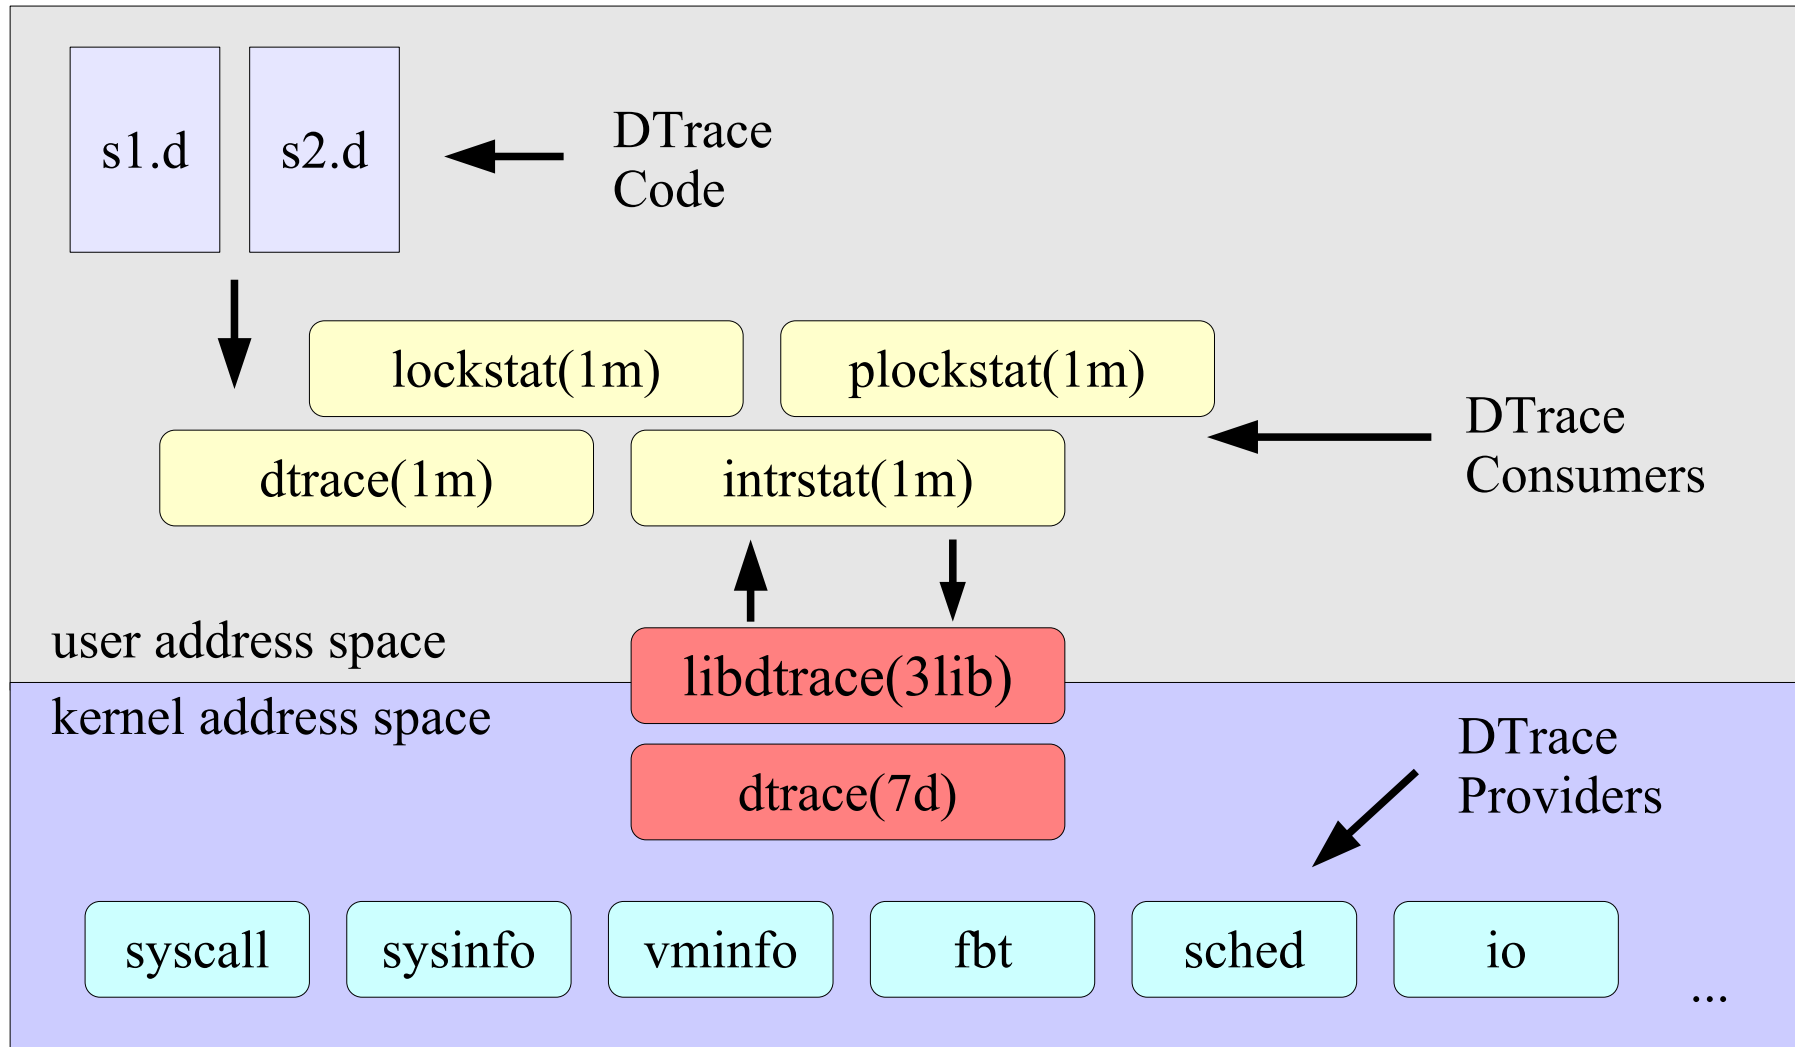 s1.d
s2.d
DTrace
Code
lockstat(1m)
plockstat(1m)
dtrace(1m)
intrstat(1m)
DTrace
Consumers
user address space
libdtrace(3lib)
kernel address space
dtrace(7d)
DTrace
Providers
syscall
sysinfo
vminfo
fbt
sched
io
...